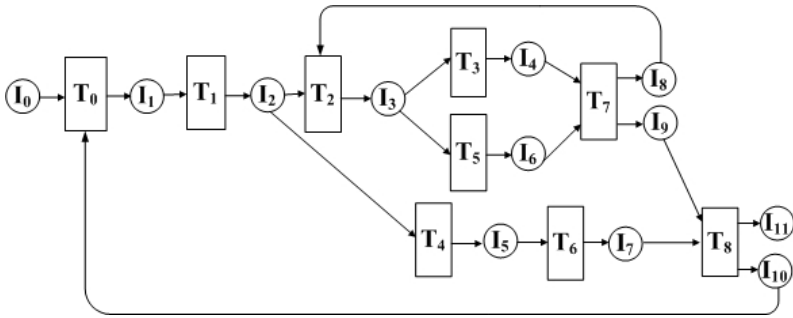 I₀
T₀
I₁
T₁
I₂
T₂
I₃
T₃
I₄
T₅
I₆
T₇
I₈
I₉
T₄
I₅
T₆
I₇
T₈
I₁₁
I₁₀